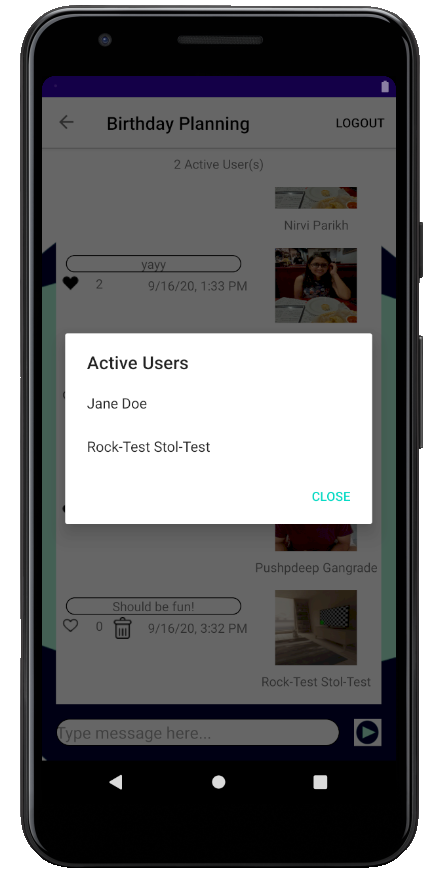 Birthday Planning
LOGOUT
2 Active User(s)
Nirvi Parikh
yayy
2
9/16/20, 1:33 PM
Active Users
Jane Doe
Rock-Test Stol-Test
CLOSE
Pushpdeep Gangrade
Should be fun!
0
9/16/20, 3:32 PM
Rock-Test Stol-Test
Type message here...